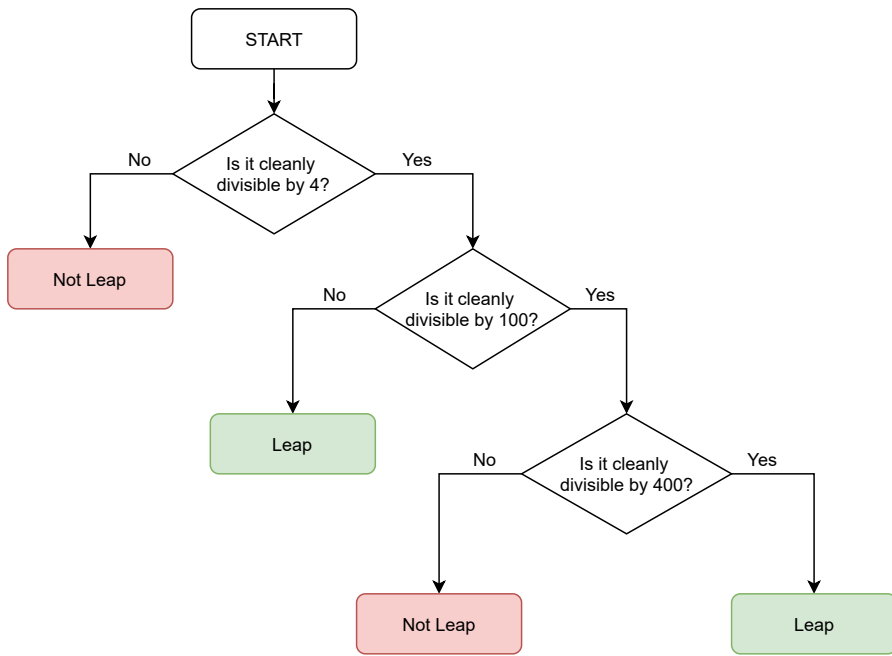 START
Is it cleanly
divisible by 4?
No
Yes
Not Leap
Is it cleanly
divisible by 100?
No
Yes
Leap
Is it cleanly
divisible by 400?
No
Yes
Not Leap
Leap